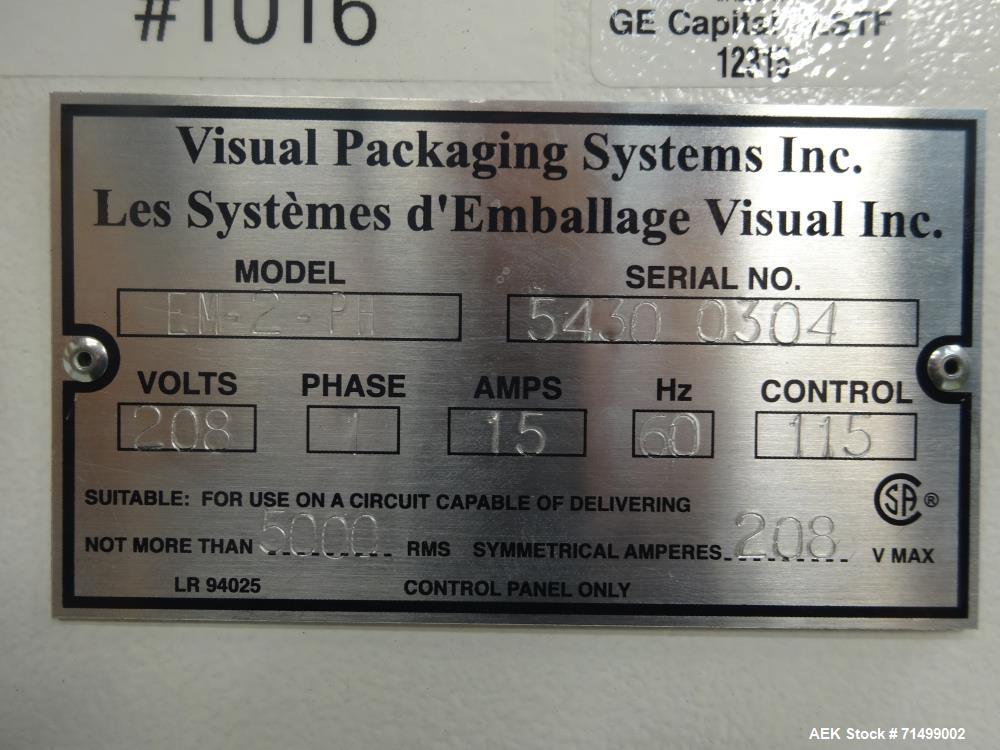 #1016
GE Capital
Visual Packaging Systems Inc.
Les Systèmes d'Emballage Visual Inc.
MODEL SERIAL NO.
EM-2-PH 5430 0304
VOLTS PHASE AMPS Hz CONTROL
208 1 15 60 115
SUITABLE: FOR USE ON A CIRCUIT CAPABLE OF DELIVERING
SA ®
NOT MORE THAN 5000 RMS SYMMETRICAL AMPERES 208 V MAX
LR 94025 CONTROL PANEL ONLY
AEK Stock #71499002